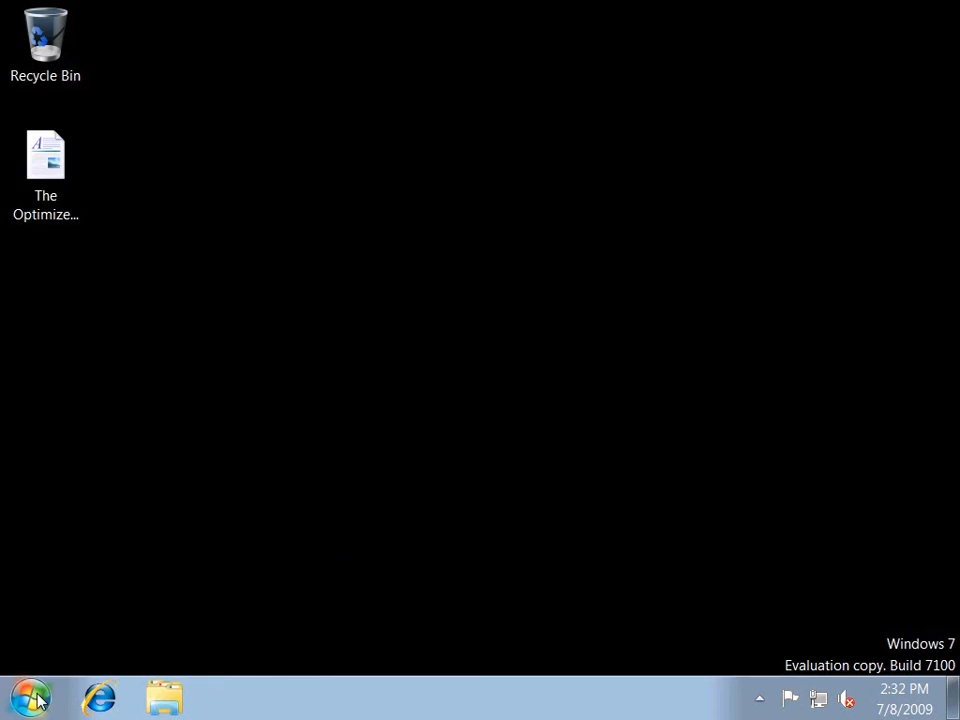 Recycle Bin
The
Optimize...
Windows 7
Evaluation copy. Build 7100
2:32 PM
7/8/2009